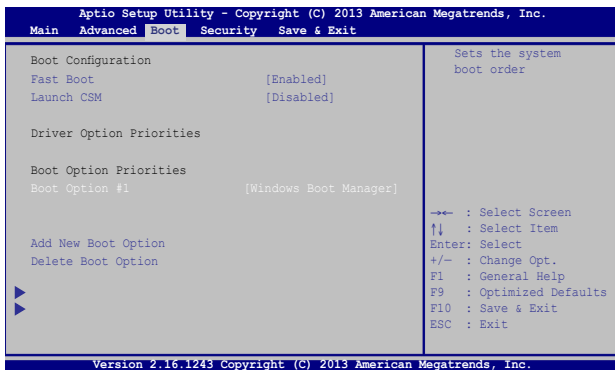 Aptio Setup Utility - Copyright (C) 2013 American Megatrends, Inc.
Main Advanced Boot Security Save & Exit
Boot Configuration
Fast Boot [Enabled]
Launch CSM [Disabled]
Driver Option Priorities
Boot Option Priorities
Boot Option #1 [Windows Boot Manager]
Add New Boot Option
Delete Boot Option
Sets the system
boot order
→← : Select Screen
↑↓ : Select Item
Enter: Select
+/— : Change Opt.
F1 : General Help
F9 : Optimized Defaults
F10 : Save & Exit
ESC : Exit
Version 2.16.1243 Copyright (C) 2013 American Megatrends, Inc.